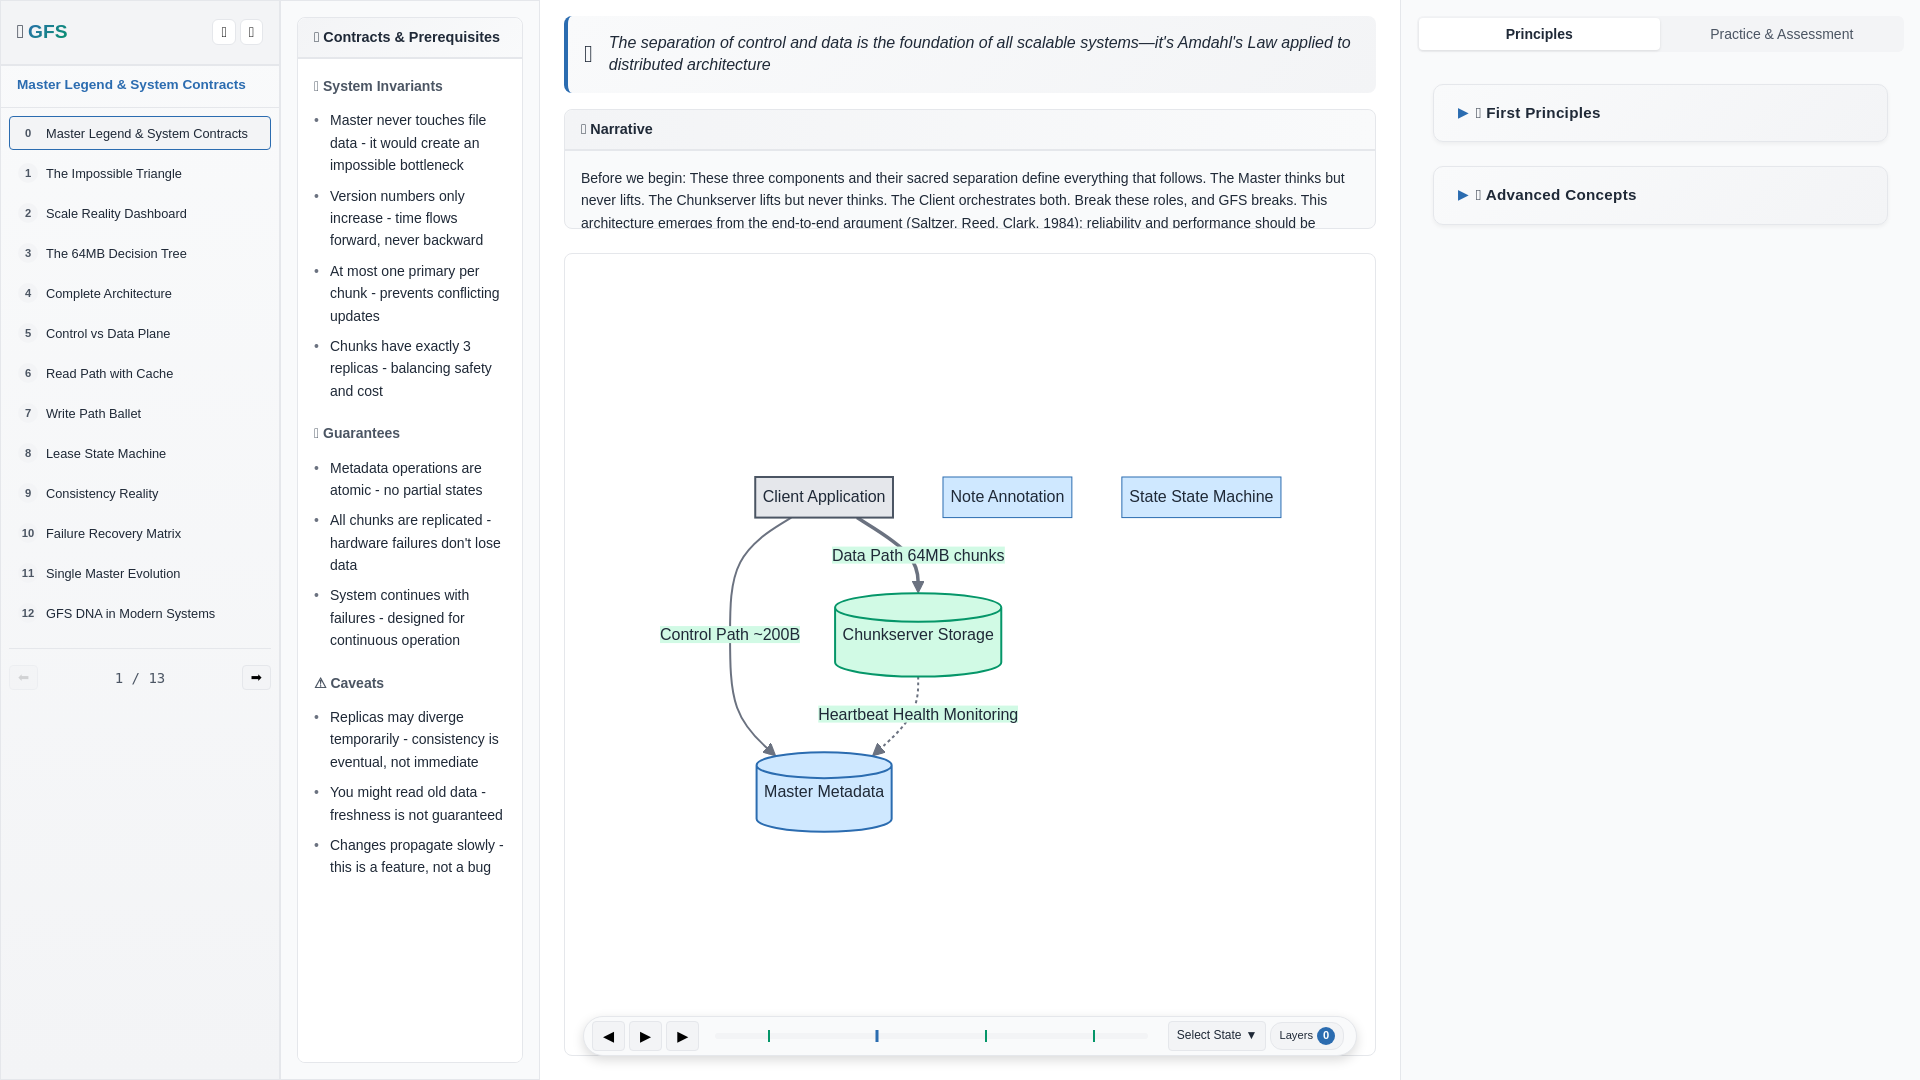 GFS
Master Legend & System Contracts
0 Master Legend & System Contracts
1 The Impossible Triangle
2 Scale Reality Dashboard
3 The 64MB Decision Tree
4 Complete Architecture
5 Control vs Data Plane
6 Read Path with Cache
7 Write Path Ballet
8 Lease State Machine
9 Consistency Reality
10 Failure Recovery Matrix
11 Single Master Evolution
12 GFS DNA in Modern Systems
1 / 13
Contracts & Prerequisites
System Invariants
• Master never touches file
data - it would create an
impossible bottleneck
• Version numbers only
increase - time flows
forward, never backward
• At most one primary per
chunk - prevents conflicting
updates
• Chunks have exactly 3
replicas - balancing safety
and cost
Guarantees
• Metadata operations are
atomic - no partial states
• All chunks are replicated -
hardware failures don't lose
data
• System continues with
failures - designed for
continuous operation
⚠ Caveats
• Replicas may diverge
temporarily - consistency is
eventual, not immediate
• You might read old data -
freshness is not guaranteed
• Changes propagate slowly -
this is a feature, not a bug
The separation of control and data is the foundation of all scalable systems—it's Amdahl's Law applied to
distributed architecture
Narrative
Before we begin: These three components and their sacred separation define everything that follows. The Master thinks but
never lifts. The Chunkserver lifts but never thinks. The Client orchestrates both. Break these roles, and GFS breaks. This
architecture emerges from the end-to-end argument (Saltzer, Reed, Clark, 1984): reliability and performance should be
Client Application
Note Annotation
State State Machine
Data Path 64MB chunks
Control Path ~200B
Chunkserver Storage
Heartbeat Health Monitoring
Master Metadata
Select State ▼
Layers 0
Principles
Practice & Assessment
▶ First Principles
▶ Advanced Concepts